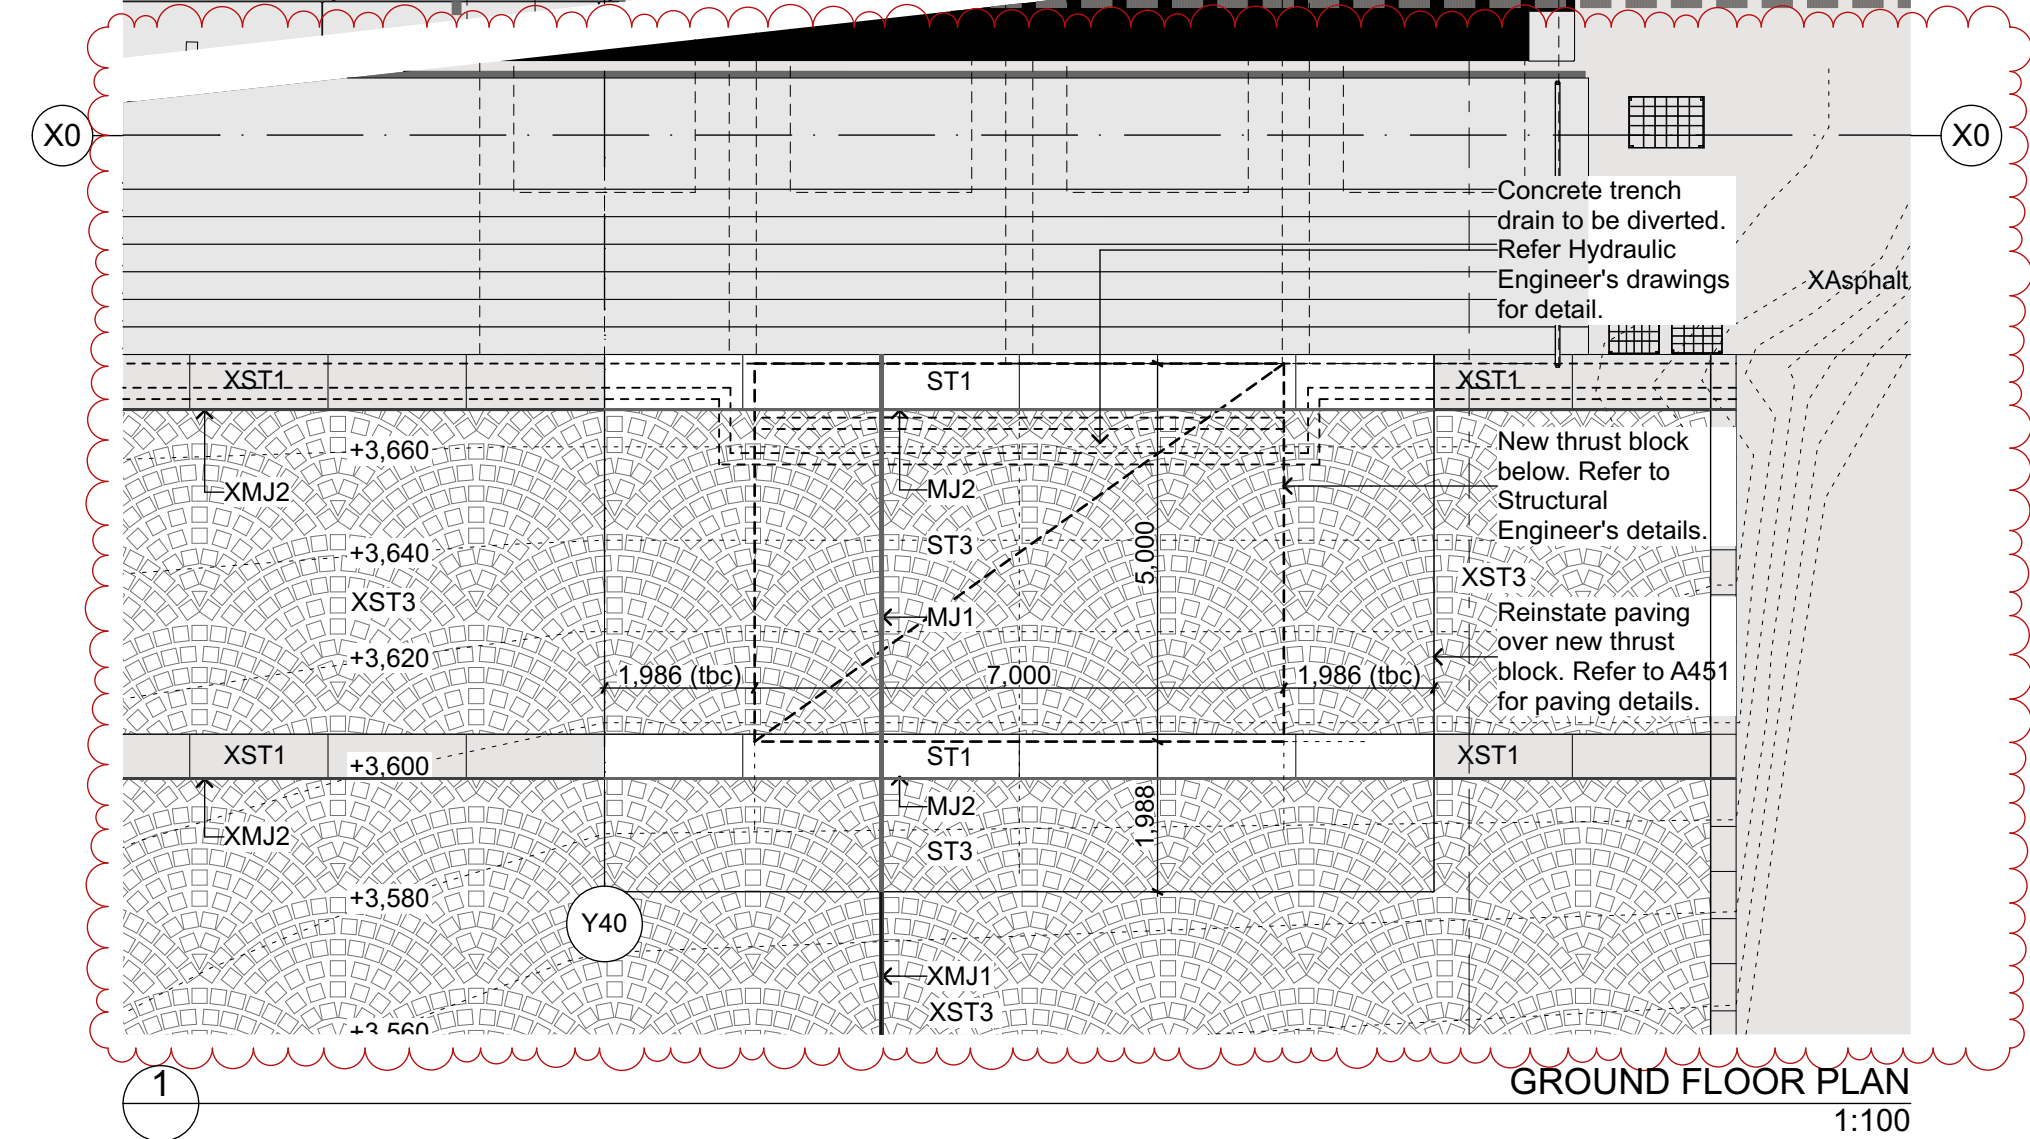 X0
X0
Concrete trench
drain to be diverted.
Refer Hydraulic
Engineer's drawings
for detail.
XAsphalt
XST1
ST1
XST1
+3,660
XMJ2
MJ2
New thrust block
below. Refer to
Structural
Engineer's details.
+3,640
ST3
5,000
XST3
XST3
MJ1
Reinstate paving
over new thrust
block. Refer to A451
for paving details.
+3,620
1,986 (tbc)
7,000
1,986 (tbc)
XST1
ST1
XST1
+3,600
XMJ2
MJ2
1,988
ST3
+3,580
Y40
XMJ1
XST3
+3,560
1
GROUND FLOOR PLAN
1:100